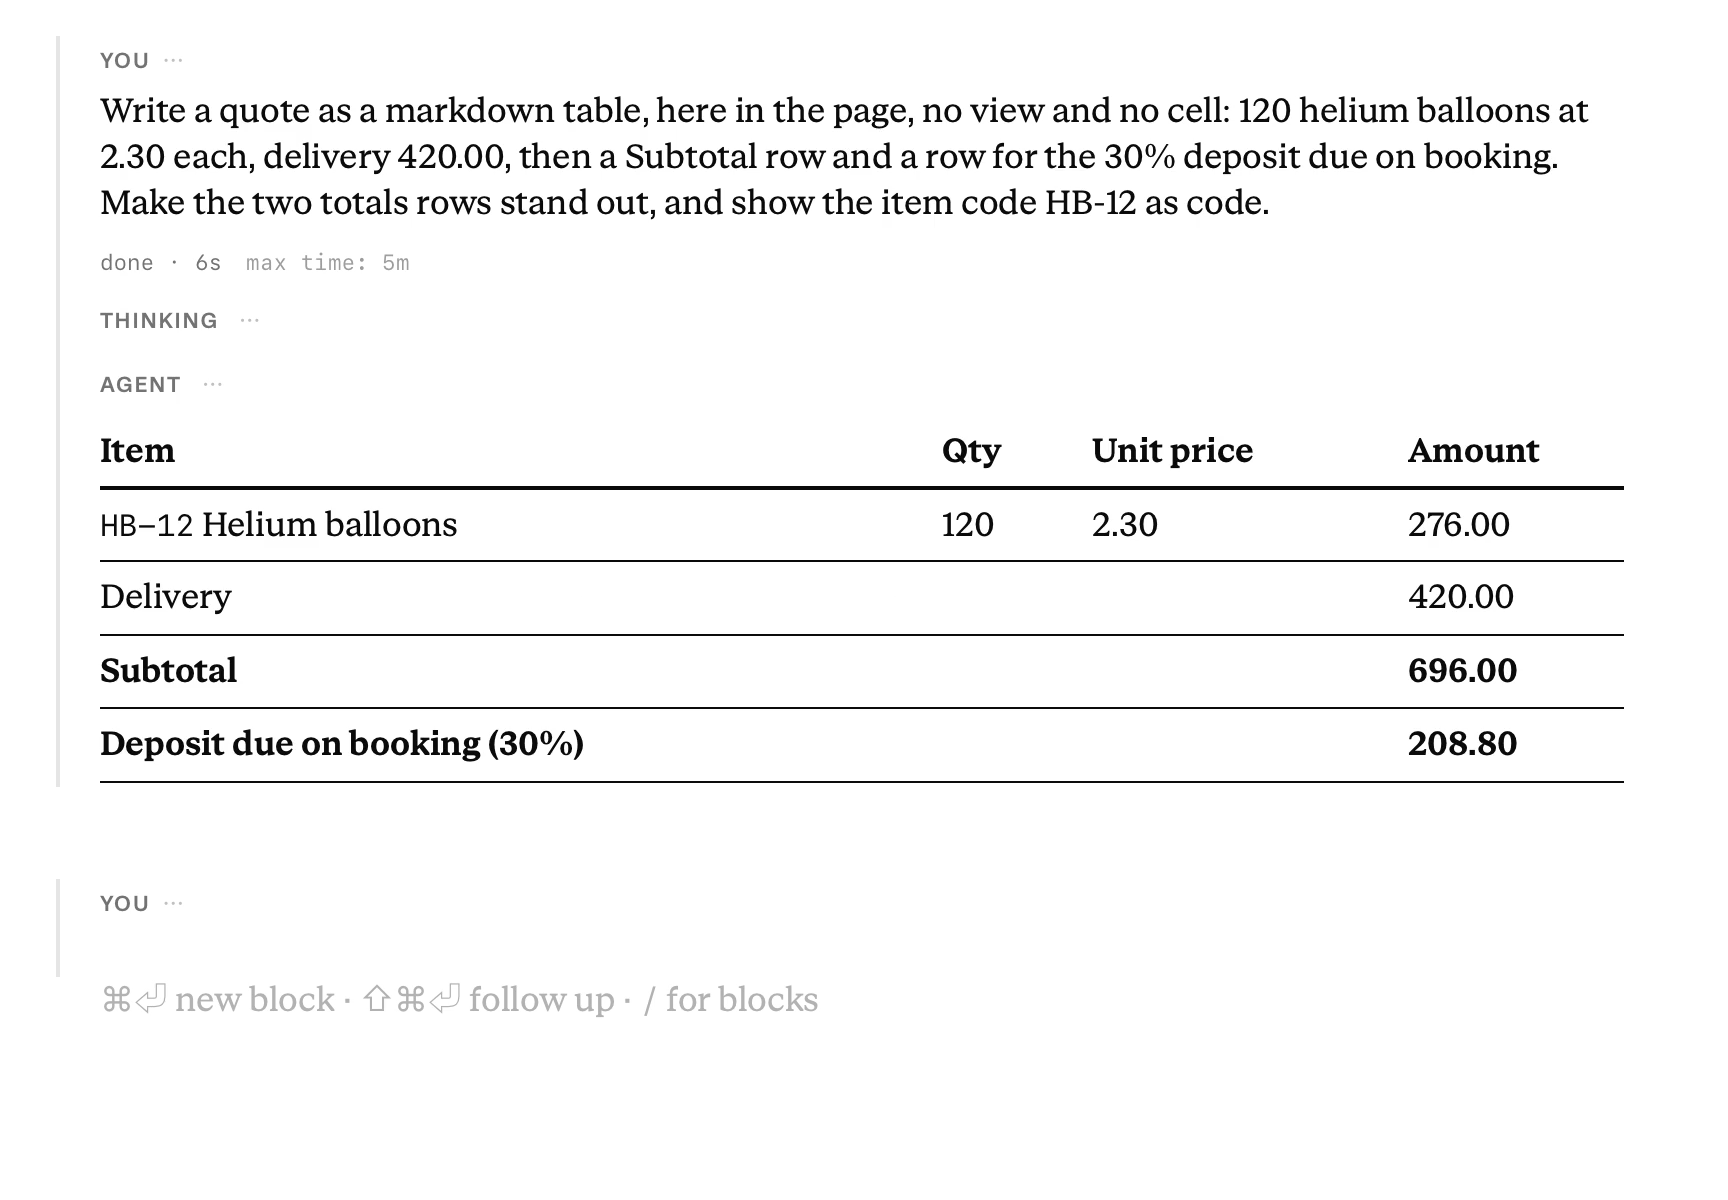 YOU ···
Write a quote as a markdown table, here in the page, no view and no cell: 120 helium balloons at
2.30 each, delivery 420.00, then a Subtotal row and a row for the 30% deposit due on booking.
Make the two totals rows stand out, and show the item code HB-12 as code.
done · 6s max time: 5m
THINKING ···
AGENT ···
Item Qty Unit price Amount
HB-12 Helium balloons 120 2.30 276.00
Delivery 420.00
Subtotal 696.00
Deposit due on booking (30%) 208.80
YOU ···
⌘⏎ new block · ⇧⌘⏎ follow up · / for blocks